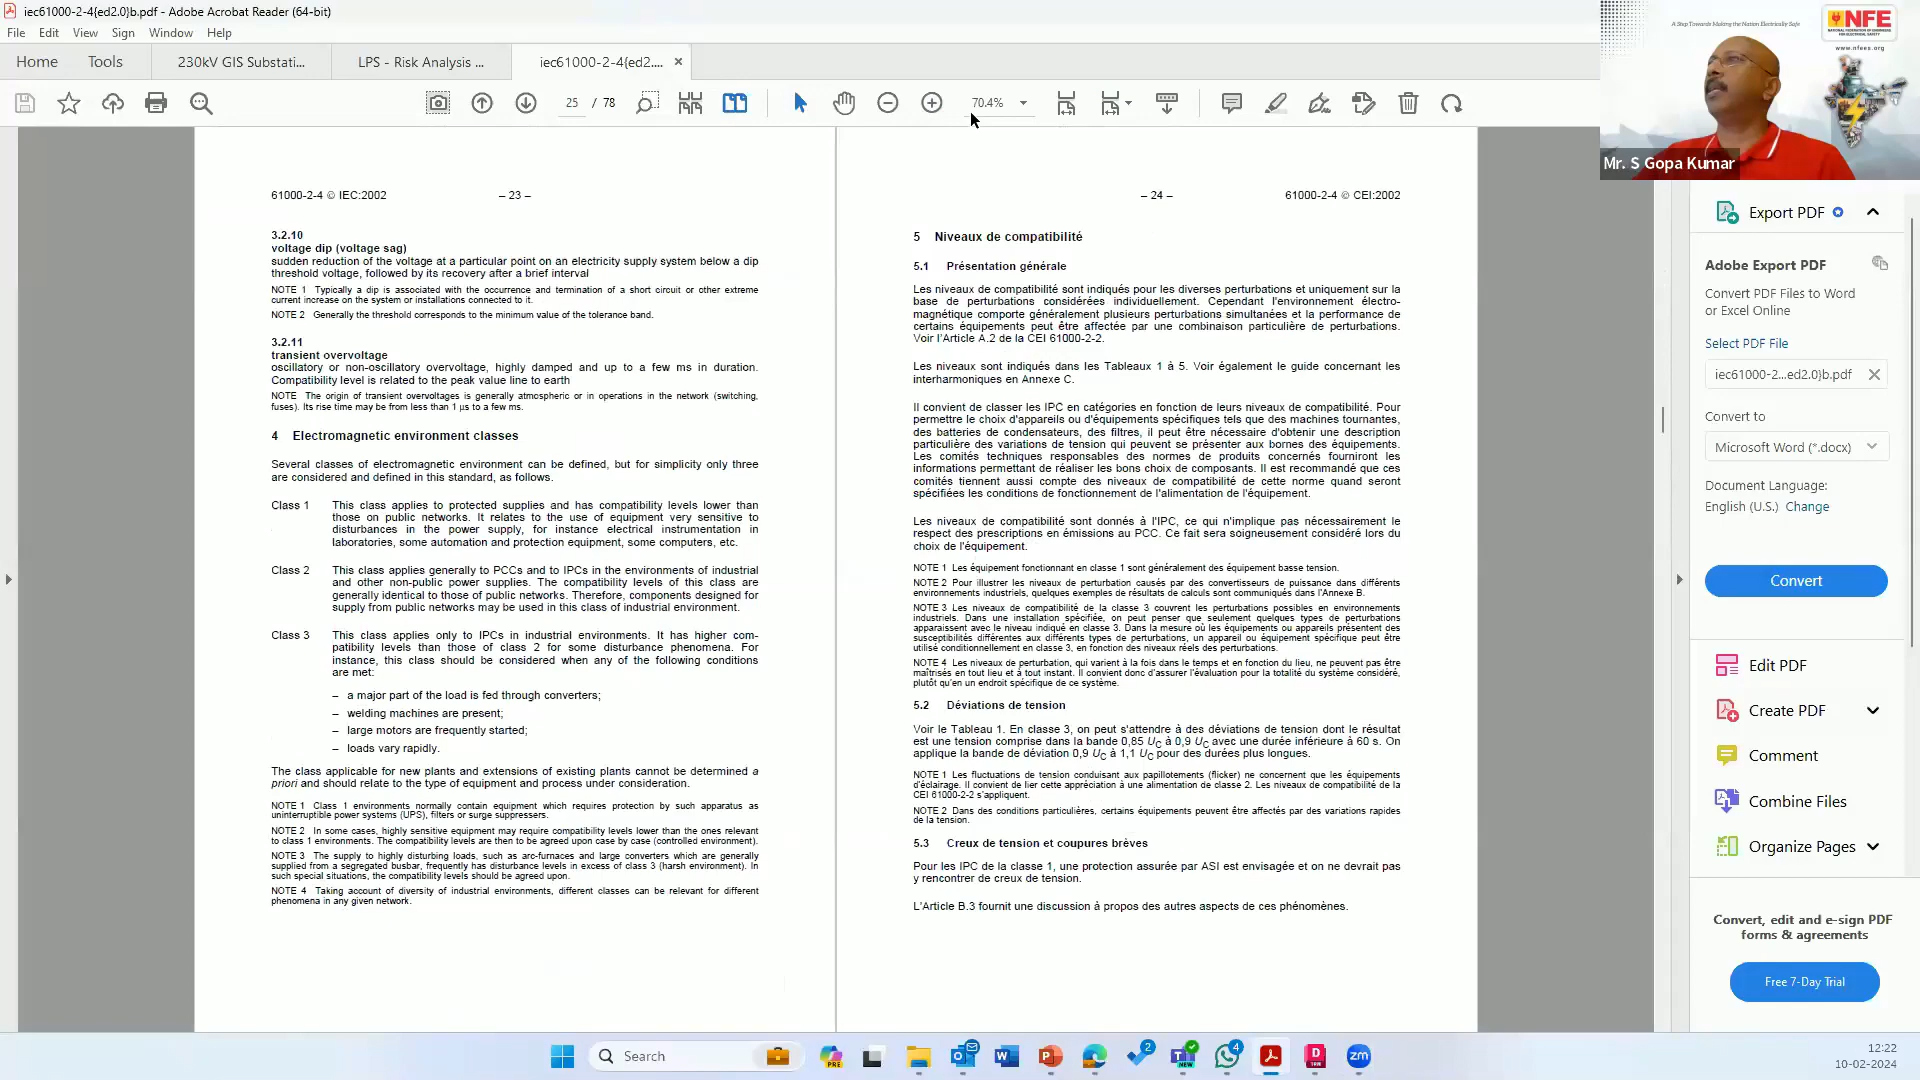 iec61000-2-4{ed2.0}b.pdf - Adobe Acrobat Reader (64-bit)
File Edit View Sign Window Help
Home Tools 230kV GIS Substati... LPS - Risk Analysis ... iec61000-2-4{ed2....
25 / 78 70.4%
A Step Towards Making the Nation Electrically Safe
NFE
www.nfees.org
Mr. S Gopa Kumar
61000-2-4 © IEC:2002 – 23 –
3.2.10
voltage dip (voltage sag)
sudden reduction of the voltage at a particular point on an electricity supply system below a dip
threshold voltage, followed by its recovery after a brief interval
NOTE 1 Typically a dip is associated with the occurrence and termination of a short circuit or other extreme
current increase on the system or installations connected to it.
NOTE 2 Generally the threshold corresponds to the minimum value of the tolerance band.
3.2.11
transient overvoltage
oscillatory or non-oscillatory overvoltage, highly damped and up to a few ms in duration.
Compatibility level is related to the peak value line to earth
NOTE The origin of transient overvoltages is generally atmospheric or in operations in the network (switching,
fuses). Its rise time may be from less than 1 µs to a few ms.
4 Electromagnetic environment classes
Several classes of electromagnetic environment can be defined, but for simplicity only three
are considered and defined in this standard, as follows.
Class 1 This class applies to protected supplies and has compatibility levels lower than
those on public networks. It relates to the use of equipment very sensitive to
disturbances in the power supply, for instance electrical instrumentation in
laboratories, some automation and protection equipment, some computers, etc.
Class 2 This class applies generally to PCCs and to IPCs in the environments of industrial
and other non-public power supplies. The compatibility levels of this class are
generally identical to those of public networks. Therefore, components designed for
supply from public networks may be used in this class of industrial environment.
Class 3 This class applies only to IPCs in industrial environments. It has higher com-
patibility levels than those of class 2 for some disturbance phenomena. For
instance, this class should be considered when any of the following conditions
are met:
– a major part of the load is fed through converters;
– welding machines are present;
– large motors are frequently started;
– loads vary rapidly.
The class applicable for new plants and extensions of existing plants cannot be determined a
priori and should relate to the type of equipment and process under consideration.
NOTE 1 Class 1 environments normally contain equipment which requires protection by such apparatus as
uninterruptible power systems (UPS), filters or surge suppressers.
NOTE 2 In some cases, highly sensitive equipment may require compatibility levels lower than the ones relevant
to class 1 environments. The compatibility levels are then to be agreed upon case by case (controlled environment).
NOTE 3 The supply to highly disturbing loads, such as arc-furnaces and large converters which are generally
supplied from a segregated busbar, frequently has disturbance levels in excess of class 3 (harsh environment). In
such special situations, the compatibility levels should be agreed upon.
NOTE 4 Taking account of diversity of industrial environments, different classes can be relevant for different
phenomena in any given network.
– 24 – 61000-2-4 © CEI:2002
5 Niveaux de compatibilité
5.1 Présentation générale
Les niveaux de compatibilité sont indiqués pour les diverses perturbations et uniquement sur la
base de perturbations considérées individuellement. Cependant l'environnement électro-
magnétique comporte généralement plusieurs perturbations simultanées et la performance de
certains équipements peut être affectée par une combinaison particulière de perturbations.
Voir l'Article A.2 de la CEI 61000-2-2.
Les niveaux sont indiqués dans les Tableaux 1 à 5. Voir également le guide concernant les
interharmoniques en Annexe C.
Il convient de classer les IPC en catégories en fonction de leurs niveaux de compatibilité. Pour
permettre le choix d'appareils ou d'équipements spécifiques tels que des machines tournantes,
des batteries de condensateurs, des filtres, il peut être nécessaire d'obtenir une description
particulière des variations de tension qui peuvent se présenter aux bornes des équipements.
Les comités techniques responsables des normes de produits concernés fourniront les
informations permettant de réaliser les bons choix de composants. Il est recommandé que ces
comités tiennent aussi compte des niveaux de compatibilité de cette norme quand seront
spécifiées les conditions de fonctionnement de l'alimentation de l'équipement.
Les niveaux de compatibilité sont donnés à l'IPC, ce qui n'implique pas nécessairement le
respect des prescriptions en émissions au PCC. Ce fait sera soigneusement considéré lors du
choix de l'équipement.
NOTE 1 Les équipement fonctionnant en classe 1 sont généralement des équipement basse tension.
NOTE 2 Pour illustrer les niveaux de perturbation causés par des convertisseurs de puissance dans différents
environnements industriels, quelques exemples de résultats de calculs sont communiqués dans l'Annexe B.
NOTE 3 Les niveaux de compatibilité de la classe 3 couvrent les perturbations possibles en environnements
industriels. Dans une installation spécifiée, on peut penser que seulement quelques types de perturbations
apparaissent avec le niveau indiqué en classe 3. Dans la mesure où les équipements ou appareils présentent des
susceptibilités différentes aux différents types de perturbations, un appareil ou équipement spécifique peut être
utilisé conditionnellement en classe 3, en fonction des niveaux réels des perturbations.
NOTE 4 Les niveaux de perturbation, qui varient à la fois dans le temps et en fonction du lieu, ne peuvent pas être
maîtrisés en tout lieu et à tout instant. Il convient donc d'assurer l'évaluation pour la totalité du système considéré,
plutôt qu'en un endroit spécifique de ce système.
5.2 Déviations de tension
Voir le Tableau 1. En classe 3, on peut s'attendre à des déviations de tension dont le résultat
est une tension comprise dans la bande 0,85 UC à 0,9 UC avec une durée inférieure à 60 s. On
applique la bande de déviation 0,9 UC à 1,1 UC pour des durées plus longues.
NOTE 1 Les fluctuations de tension conduisant aux papillotements (flicker) ne concernent que les équipements
d'éclairage. Il convient de lier cette appréciation à une alimentation de classe 2. Les niveaux de compatibilité de la
CEI 61000-2-2 s'appliquent.
NOTE 2 Dans des conditions particulières, certains équipements peuvent être affectés par des variations rapides
de la tension.
5.3 Creux de tension et coupures brèves
Pour les IPC de la classe 1, une protection assurée par ASI est envisagée et on ne devrait pas
y rencontrer de creux de tension.
L'Article B.3 fournit une discussion à propos des autres aspects de ces phénomènes.
Export PDF
Adobe Export PDF
Convert PDF Files to Word
or Excel Online
Select PDF File
iec61000-2...ed2.0}b.pdf
Convert to
Microsoft Word (*.docx)
Document Language:
English (U.S.) Change
Convert
Edit PDF
Create PDF
Comment
Combine Files
Organize Pages
Convert, edit and e-sign PDF
forms & agreements
Free 7-Day Trial
Search
PRE
2
NEW
4
zm
12:22
10-02-2024